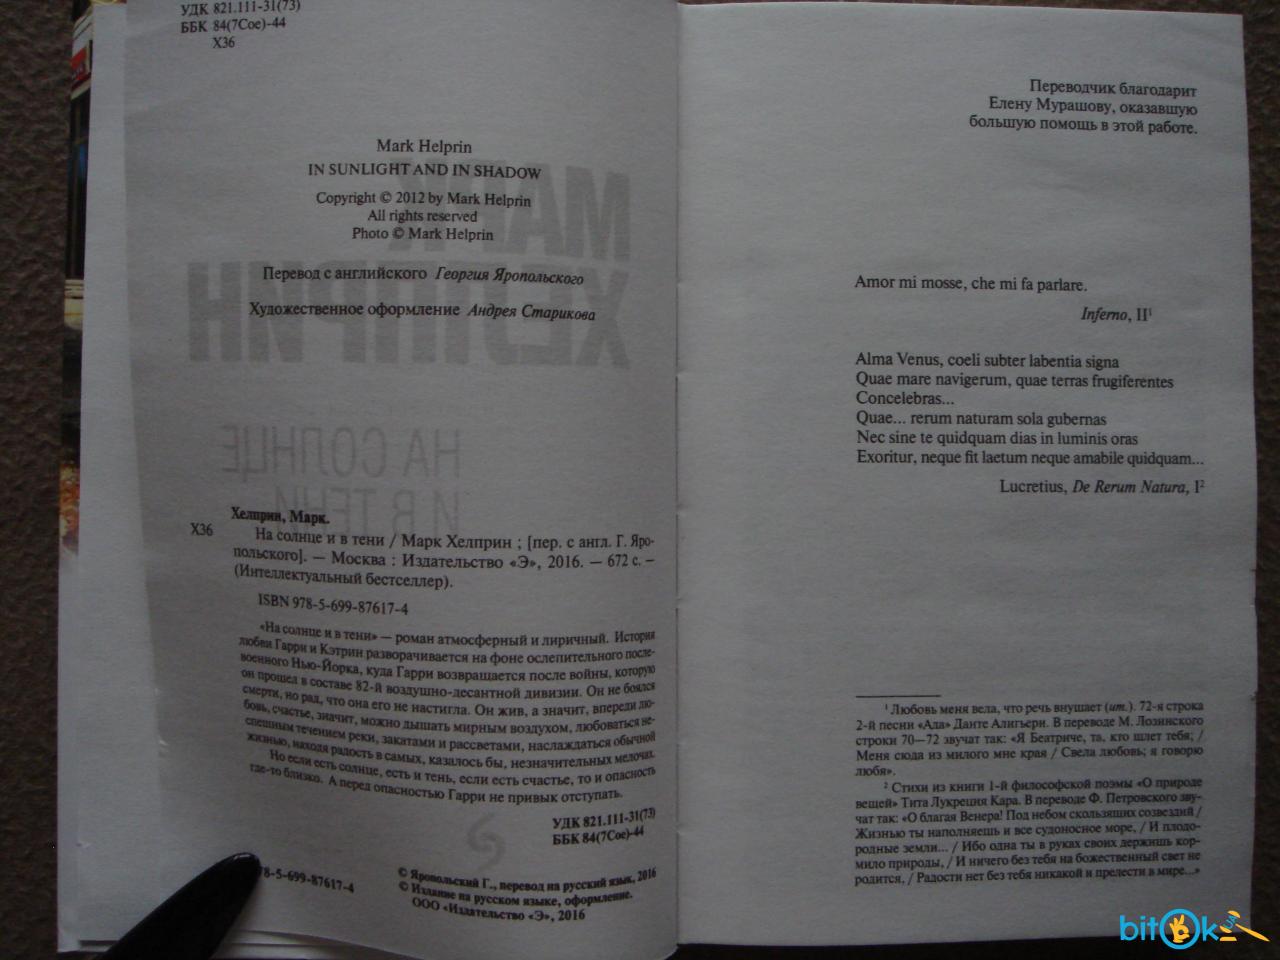 УДК 821.111-31(73)
ББК 84(7Сое)-44
Х36
Mark Helprin
IN SUNLIGHT AND IN SHADOW
Copyright © 2012 by Mark Helprin
All rights reserved
Photo © Mark Helprin
Перевод с английского Георгия Яропольского
Художественное оформление Андрея Старикова
МАРК
ХЕЛПРИН
НА СОЛНЦЕ
И В ТЕНИ
Хелприн, Марк.
Х36
На солнце и в тени / Марк Хелприн ; [пер. с англ. Г. Яро-
польского]. — Москва : Издательство «Э», 2016. — 672 с. —
(Интеллектуальный бестселлер).
ISBN 978-5-699-87617-4
«На солнце и в тени» — роман атмосферный и лиричный. История
любви Гарри и Кэтрин разворачивается на фоне ослепительного после-
военного Нью-Йорка, куда Гарри возвращается после войны, которую
он прошел в составе 82-й воздушно-десантной дивизии. Он не боялся
смерти, но рад, что она его не настигла. Он жив, а значит, впереди лю-
бовь, счастье, значит, можно дышать мирным воздухом, любоваться не-
спешным течением реки, закатами и рассветами, наслаждаться обычной
жизнью, находя радость в самых, казалось бы, незначительных мелочах.
Но если есть солнце, есть и тень, если есть счастье, то и опасность
где-то близко. А перед опасностью Гарри не привык отступать.
УДК 821.111-31(73)
ББК 84(7Сое)-44
78-5-699-87617-4
© Яропольский Г., перевод на русский язык, 2016
© Издание на русском языке, оформление.
ООО «Издательство «Э», 2016
Переводчик благодарит
Елену Мурашову, оказавшую
большую помощь в этой работе.
Amor mi mosse, che mi fa parlare.
Inferno, II¹
Alma Venus, coeli subter labentia signa
Quae mare navigerum, quae terras frugiferentes
Concelebras...
Quae... rerum naturam sola gubernas
Nec sine te quidquam dias in luminis oras
Exoritur, neque fit laetum neque amabile quidquam...
Lucretius, De Rerum Natura, I²
¹ Любовь меня вела, что речь внушает (ит.). 72-я строка
2-й песни «Ада» Данте Алигьери. В переводе М. Лозинского
строки 70—72 звучат так: «Я Беатриче, та, кто шлет тебя; /
Меня сюда из милого мне края / Свела любовь; я говорю
любя».
² Стихи из книги 1-й философской поэмы «О природе
вещей» Тита Лукреция Кара. В переводе Ф. Петровского зву-
чат так: «О благая Венера! Под небом скользящих созвездий /
Жизнью ты наполняешь и все судоносное море, / И плодо-
родные земли... / Ибо одна ты в руках своих держишь кор-
мило природы, / И ничего без тебя на божественный свет не
родится, / Радости нет без тебя никакой и прелести в мире...»
bitOk UA